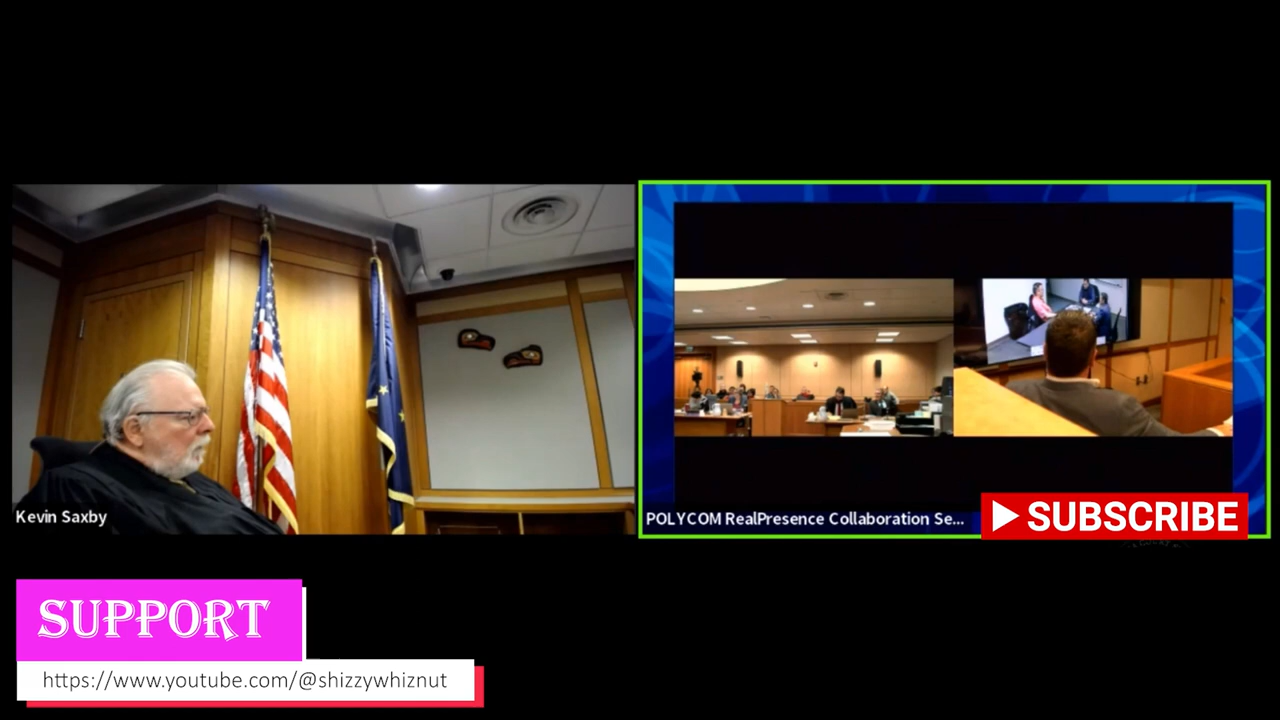 Kevin Saxby
POLYCOM RealPresence Collaboration Se...
SUBSCRIBE
SUPPORT
https://www.youtube.com/@shizzywhiznut